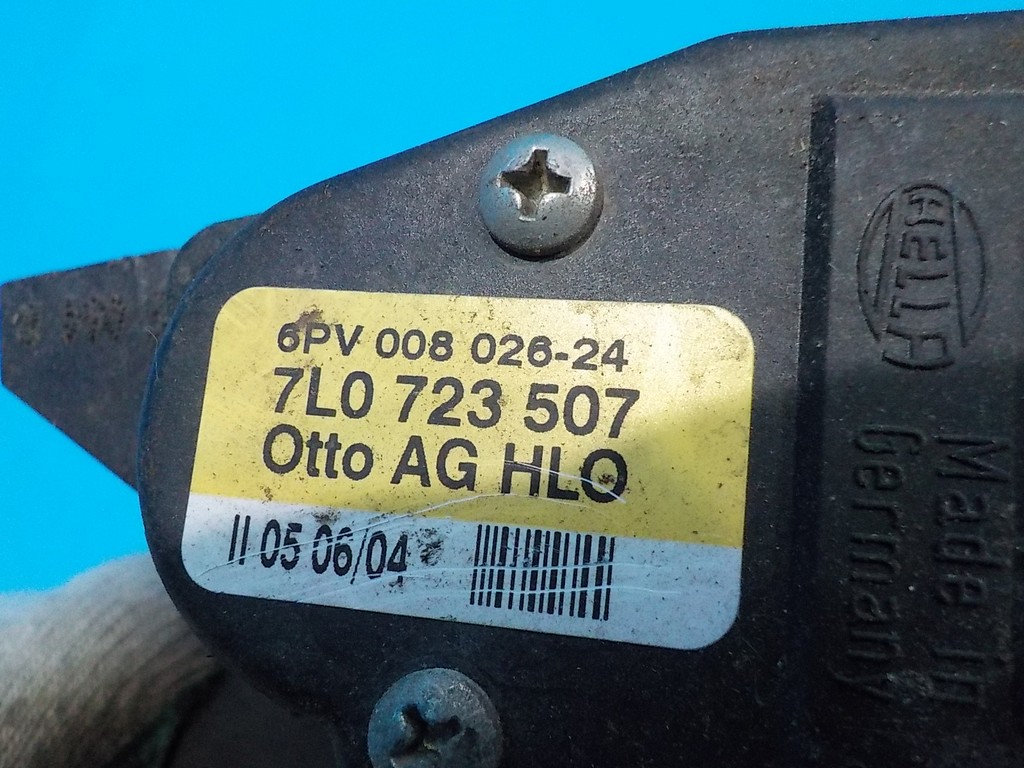 6PV 008 026-24
7L0 723 507
Otto AG HLO
II 05 06/04
HELLA
Made in
Germany